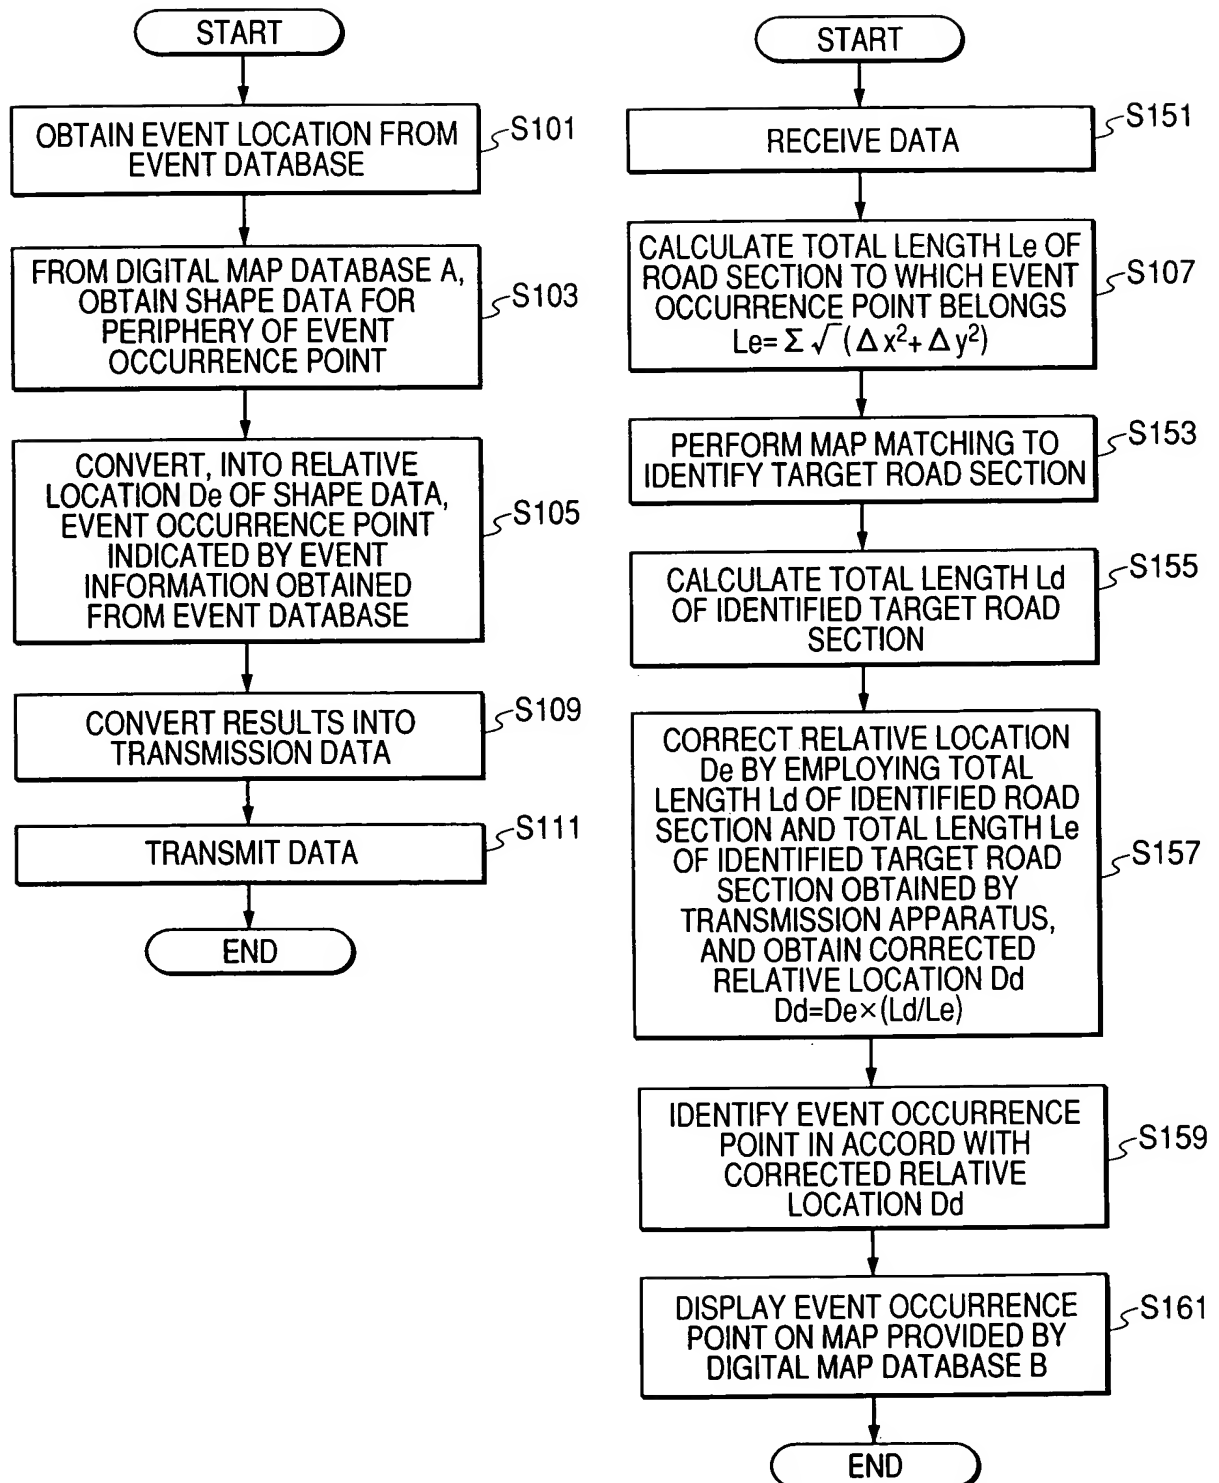 START
OBTAIN EVENT LOCATION FROM
EVENT DATABASE
S101
FROM DIGITAL MAP DATABASE A,
OBTAIN SHAPE DATA FOR
PERIPHERY OF EVENT
OCCURRENCE POINT
S103
CONVERT, INTO RELATIVE
LOCATION De OF SHAPE DATA,
EVENT OCCURRENCE POINT
INDICATED BY EVENT
INFORMATION OBTAINED
FROM EVENT DATABASE
S105
CONVERT RESULTS INTO
TRANSMISSION DATA
S109
TRANSMIT DATA
S111
END
START
RECEIVE DATA
S151
CALCULATE TOTAL LENGTH Le OF
ROAD SECTION TO WHICH EVENT
OCCURRENCE POINT BELONGS
Le= Σ √ (Δx²+Δy²)
S107
PERFORM MAP MATCHING TO
IDENTIFY TARGET ROAD SECTION
S153
CALCULATE TOTAL LENGTH Ld
OF IDENTIFIED TARGET ROAD
SECTION
S155
CORRECT RELATIVE LOCATION
De BY EMPLOYING TOTAL
LENGTH Ld OF IDENTIFIED ROAD
SECTION AND TOTAL LENGTH Le
OF IDENTIFIED TARGET ROAD
SECTION OBTAINED BY
TRANSMISSION APPARATUS,
AND OBTAIN CORRECTED
RELATIVE LOCATION Dd
Dd=De×(Ld/Le)
S157
IDENTIFY EVENT OCCURRENCE
POINT IN ACCORD WITH
CORRECTED RELATIVE
LOCATION Dd
S159
DISPLAY EVENT OCCURRENCE
POINT ON MAP PROVIDED BY
DIGITAL MAP DATABASE B
S161
END